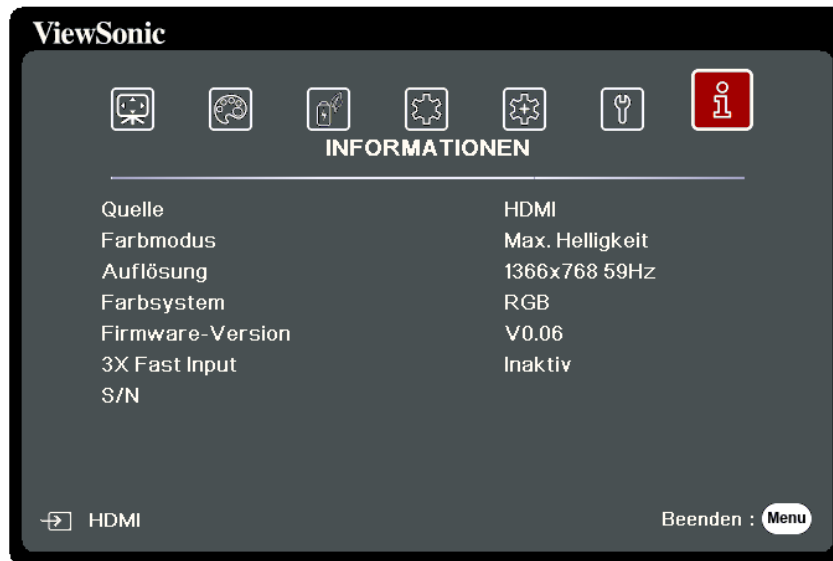 ViewSonic
INFORMATIONEN
Quelle HDMI
Farbmodus Max. Helligkeit
Auflösung 1366x768 59Hz
Farbsystem RGB
Firmware-Version V0.06
3X Fast Input Inaktiv
S/N
HDMI Beenden : Menu